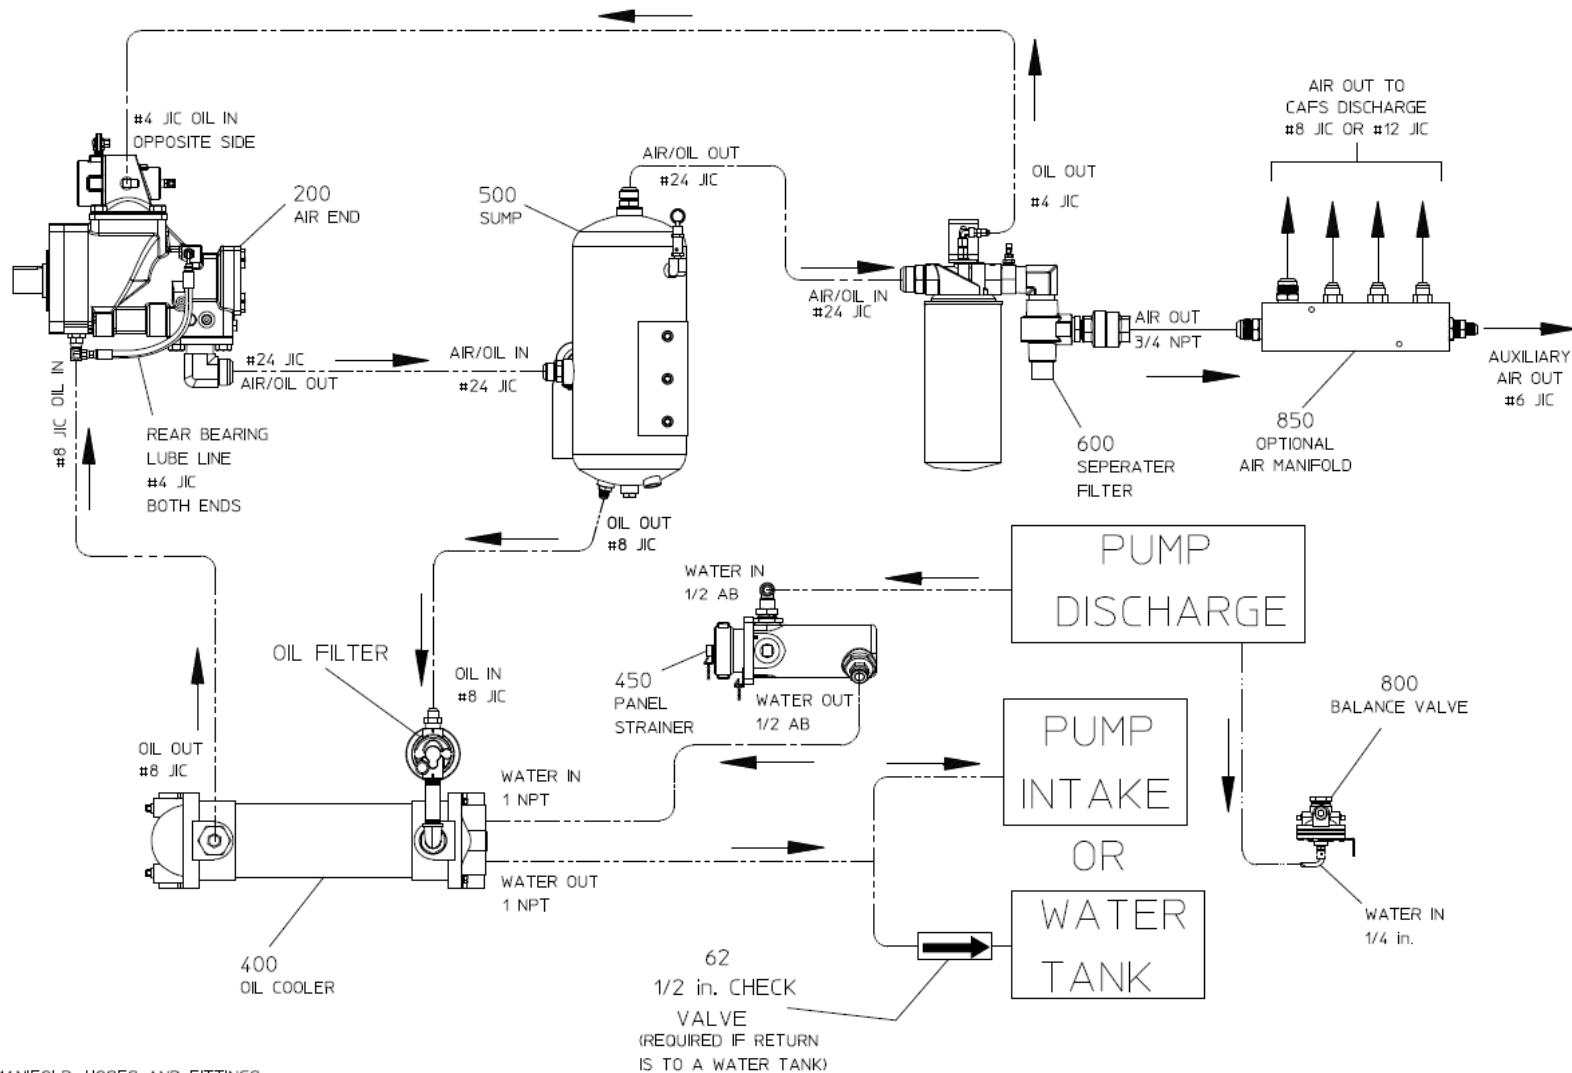 #4 JIC OIL IN
OPPOSITE SIDE
200
AIR END
500
SUMP
AIR/OIL OUT
#24 JIC
OIL OUT
#4 JIC
AIR OUT TO
CAFS DISCHARGE
#8 JIC OR #12 JIC
AIR/OIL IN
#24 JIC
AIR OUT
3/4 NPT
AUXILIARY
AIR OUT
#6 JIC
850
OPTIONAL
AIR MANIFOLD
600
SEPERATER
FILTER
#24 JIC
AIR/OIL OUT
AIR/OIL IN
#24 JIC
#8 JIC OIL IN
REAR BEARING
LUBE LINE
#4 JIC
BOTH ENDS
OIL OUT
#8 JIC
WATER IN
1/2 AB
PUMP
DISCHARGE
OIL FILTER
OIL IN
#8 JIC
450
PANEL
STRAINER
WATER OUT
1/2 AB
800
BALANCE VALVE
OIL OUT
#8 JIC
WATER IN
1 NPT
PUMP
INTAKE
OR
WATER
TANK
WATER OUT
1 NPT
WATER IN
1/4 in.
400
OIL COOLER
62
1/2 in. CHECK
VALVE
(REQUIRED IF RETURN
IS TO A WATER TANK)